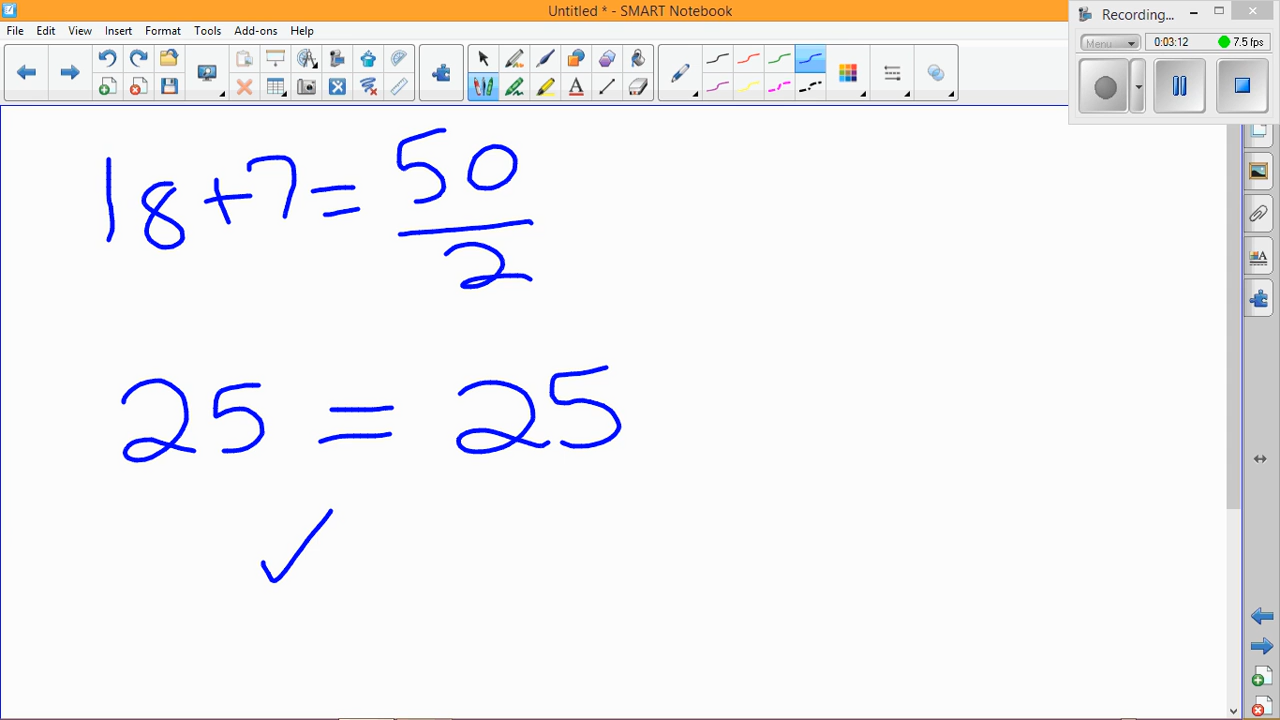 Untitled * - SMART Notebook
Recording...
File Edit View Insert Format Tools Add-ons Help
Menu 0:03:12 7.5 fps
18+7=50/2
25 = 25
✓